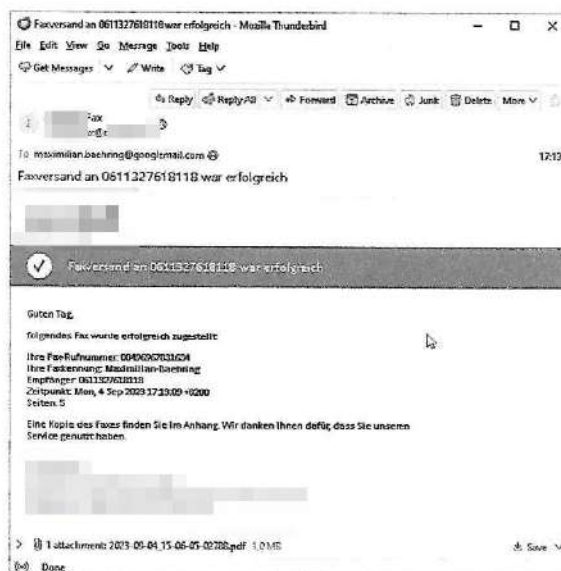 Faxversand an 0611327618118 war erfolgreich - Mozilla Thunderbird
File Edit View Go Message Tools Help
Get Messages Write Tag
Reply Reply All Forward Archive Junk Delete More
Fax
To maximilian.baehring@googlemail.com 17:13
Faxversand an 0611327618118 war erfolgreich
Faxversand an 0611327618118 war erfolgreich
Guten Tag,
folgendes Fax wurde erfolgreich zugestellt:
Ihre Fax-Rufnummer:
Ihre Faxkennung: Maximilian-Baehring
Empfänger: 0611327618118
Zeitpunkt: Mon, 4 Sep 2023 17:13:09 +0200
Seiten: 5
Eine Kopie des Faxes finden Sie im Anhang. Wir danken Ihnen dafür, dass Sie unseren
Service genutzt haben.
1 attachment: 2023-09-04_15-06-05-02788.pdf 1,0 MB Save
Done